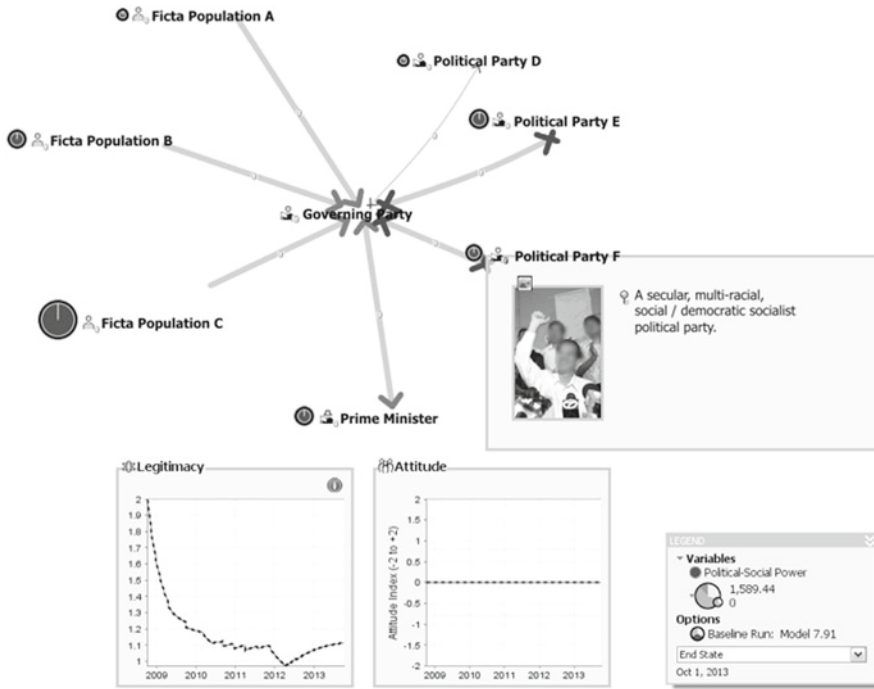 Ficta Population A
Political Party D
Political Party E
Ficta Population B
Governing Party
Political Party F
A secular, multi-racial,
social / democratic socialist
political party.
Ficta Population C
Prime Minister
Legitimacy
Attitude
2
1.9
1.8
1.7
1.6
1.5
1.4
1.3
1.2
1.1
1
2009 2010 2011 2012 2013
Attitude Index (-2 to +2)
2
1.5
1
0.5
0
-0.5
-1
-1.5
-2
2009 2010 2011 2012 2013
LEGEND
Variables
Political-Social Power
1,589.44
0
Options
Baseline Run: Model 7.91
End State
Oct 1, 2013